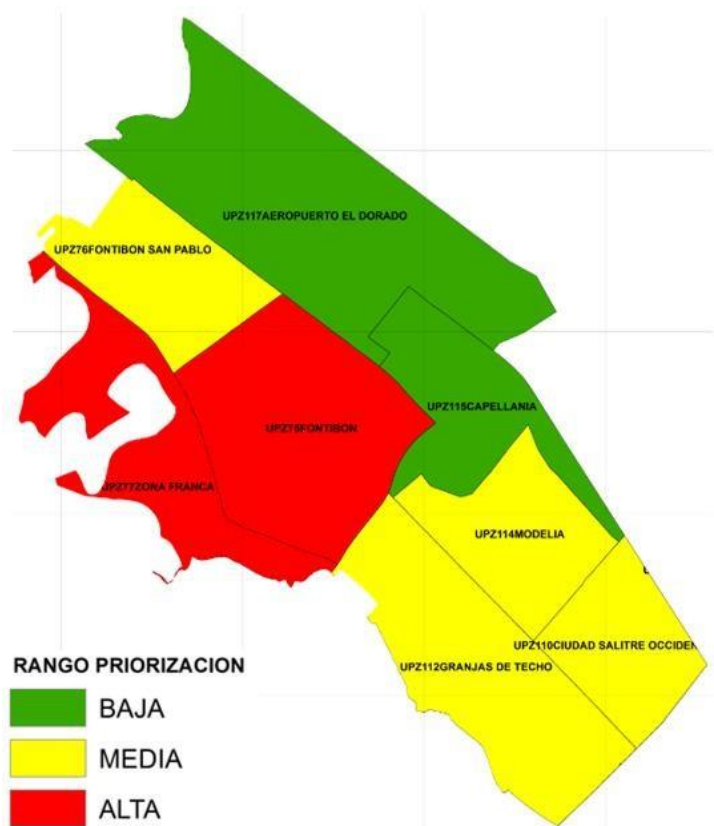 UPZ117AEROPUERTO EL DORADO
UPZ76FONTIBON SAN PABLO
UPZ115CAPELLANIA
UPZ75FONTIBON
UPZ77ZONA FRANCA
UPZ114MODELIA
UPZ110CIUDAD SALITRE OCCIDEN
UPZ112GRANJAS DE TECHO
RANGO PRIORIZACION
BAJA
MEDIA
ALTA